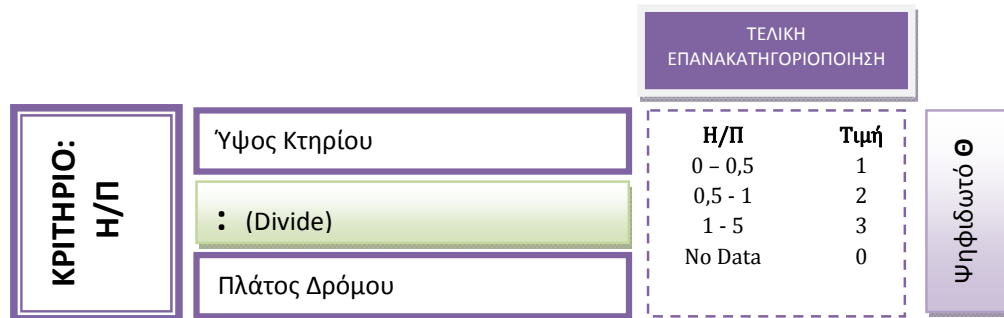 ΤΕΛΙΚΗ
ΕΠΑΝΑΚΑΤΗΓΟΡΙΟΠΟΙΗΣΗ
ΚΡΙΤΗΡΙΟ:
Η/Π
Ύψος Κτηρίου
: (Divide)
Πλάτος Δρόμου
Η/Π Τιμή
0 – 0,5 1
0,5 - 1 2
1 - 5 3
No Data 0
Ψηφιδωτό Θ